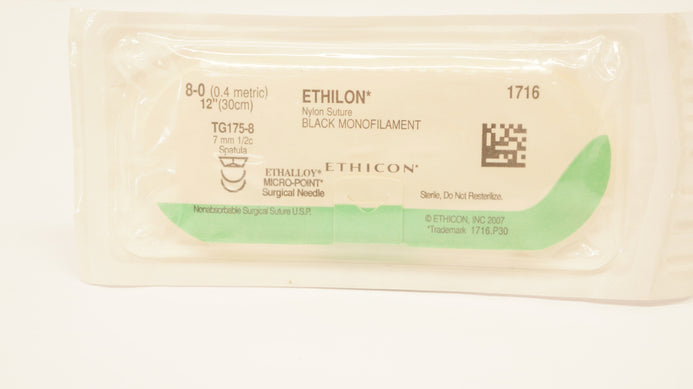 8-0 (0.4 metric)
12"(30cm)
TG175-8
7 mm 1/2c
Spatula
ETHALLOY*
MICRO-POINT*
Surgical Needle
Nonabsorbable Surgical Suture U.S.P.
ETHILON*
Nylon Suture
BLACK MONOFILAMENT
ETHICON*
1716
Sterile, Do Not Resterilize.
© ETHICON, INC 2007
*Trademark 1716.P30